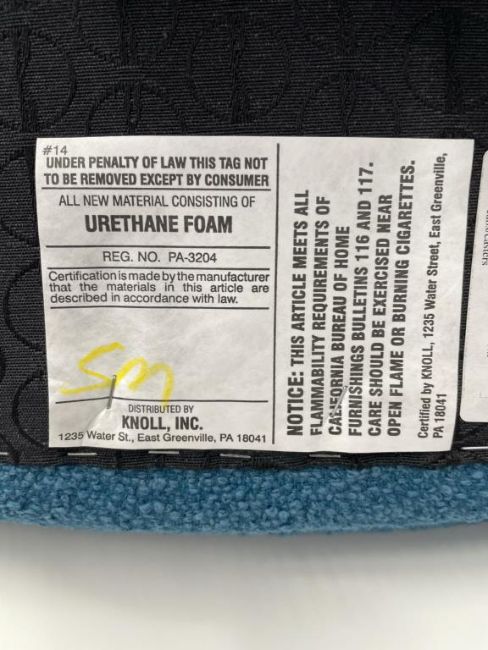 #14
UNDER PENALTY OF LAW THIS TAG NOT
TO BE REMOVED EXCEPT BY CONSUMER
ALL NEW MATERIAL CONSISTING OF
URETHANE FOAM
REG. NO. PA-3204
Certification is made by the manufacturer
that the materials in this article are
described in accordance with law.
DISTRIBUTED BY
KNOLL, INC.
1235 Water St., East Greenville, PA 18041
NOTICE: THIS ARTICLE MEETS ALL
FLAMMABILITY REQUIREMENTS OF
CALIFORNIA BUREAU OF HOME
FURNISHINGS BULLETINS 116 AND 117.
CARE SHOULD BE EXERCISED NEAR
OPEN FLAME OR BURNING CIGARETTES.
Certified by KNOLL, 1235 Water Street, East Greenville,
PA 18041